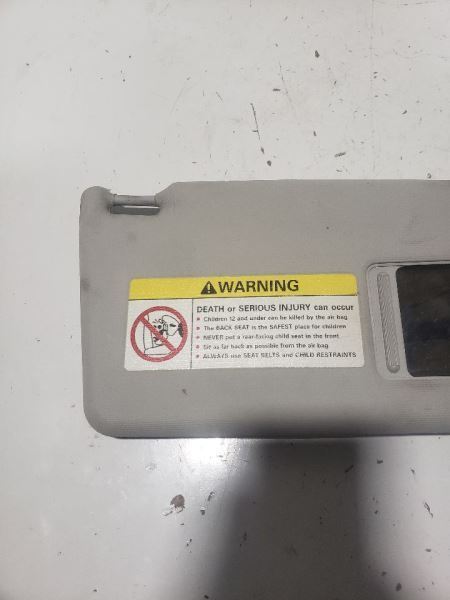 WARNING
DEATH or SERIOUS INJURY can occur
• Children 12 and under can be killed by the air bag
• The BACK SEAT is the SAFEST place for children
• NEVER put a rear-facing child seat in the front
• Sit as far back as possible from the air bag
• ALWAYS use SEAT BELTS and CHILD RESTRAINTS